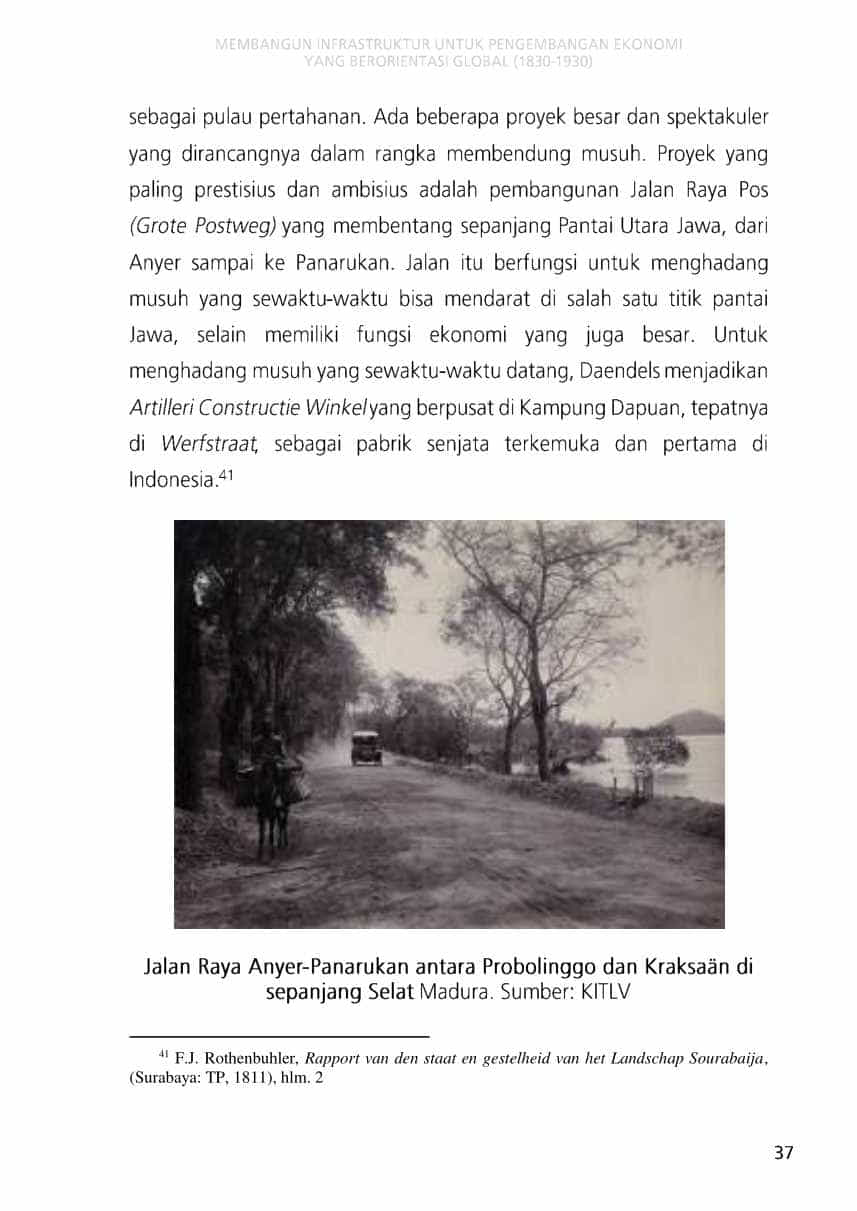 MEMBANGUN INFRASTRUKTUR UNTUK PENGEMBANGAN EKONOMI
YANG BERORIENTASI GLOBAL (1830-1930)
sebagai pulau pertahanan. Ada beberapa proyek besar dan spektakuler
yang dirancangnya dalam rangka membendung musuh. Proyek yang
paling prestisius dan ambisius adalah pembangunan Jalan Raya Pos
(Grote Postweg) yang membentang sepanjang Pantai Utara Jawa, dari
Anyer sampai ke Panarukan. Jalan itu berfungsi untuk menghadang
musuh yang sewaktu-waktu bisa mendarat di salah satu titik pantai
Jawa, selain memiliki fungsi ekonomi yang juga besar. Untuk
menghadang musuh yang sewaktu-waktu datang, Daendels menjadikan
Artilleri Constructie Winkel yang berpusat di Kampung Dapuan, tepatnya
di Werfstraat, sebagai pabrik senjata terkemuka dan pertama di
Indonesia.41
Jalan Raya Anyer-Panarukan antara Probolinggo dan Kraksaän di
sepanjang Selat Madura. Sumber: KITLV
41 F.J. Rothenbuhler, Rapport van den staat en gestelheid van het Landschap Sourabaija,
(Surabaya: TP, 1811), hlm. 2
37